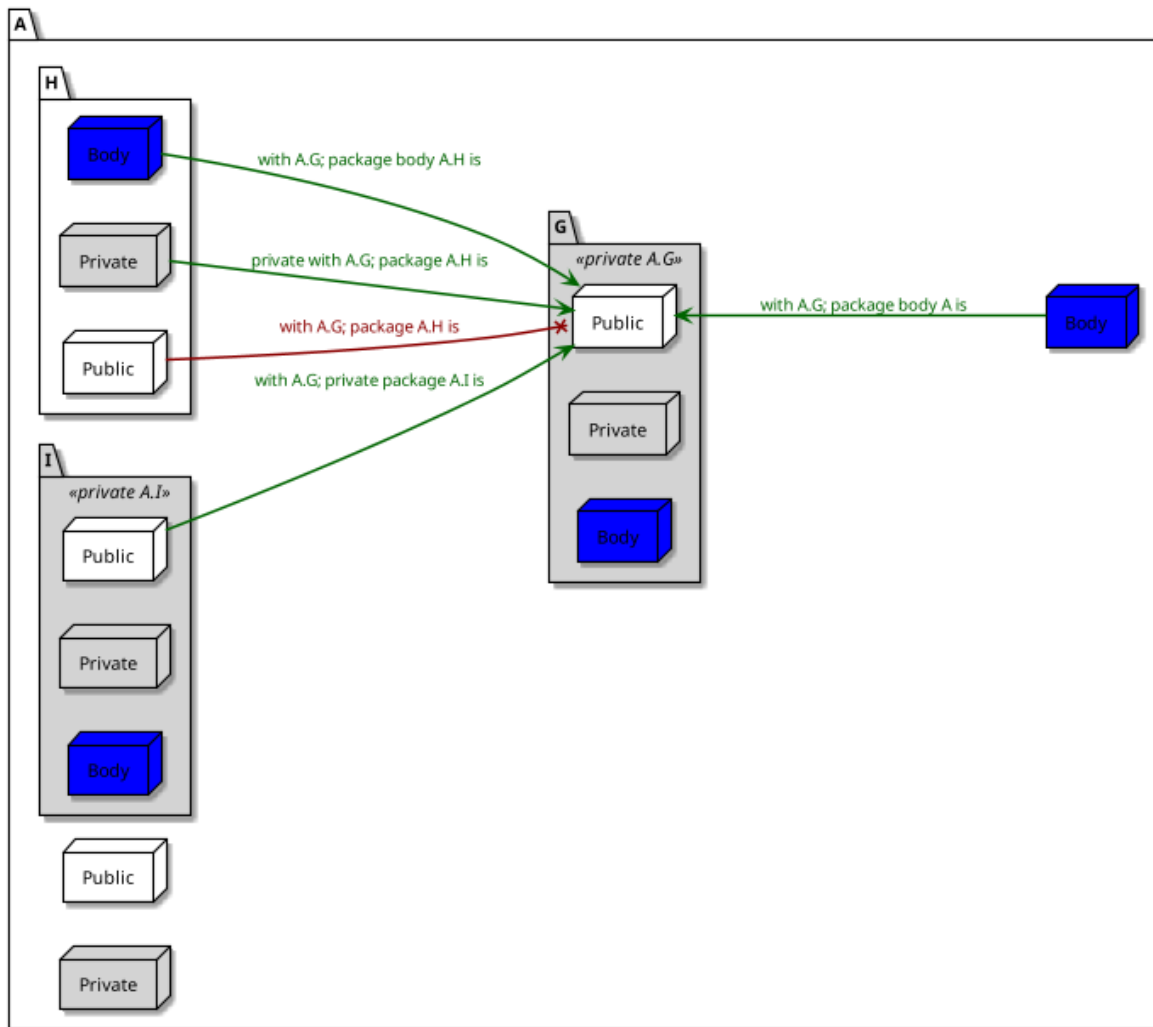 A
H
Body
with A.G; package body A.H is
Private
private with A.G; package A.H is
Public
with A.G; package A.H is
with A.G; private package A.I is
I
«private A.I»
Public
Private
Body
Public
Private
G
«private A.G»
Public
Private
Body
with A.G; package body A is
Body